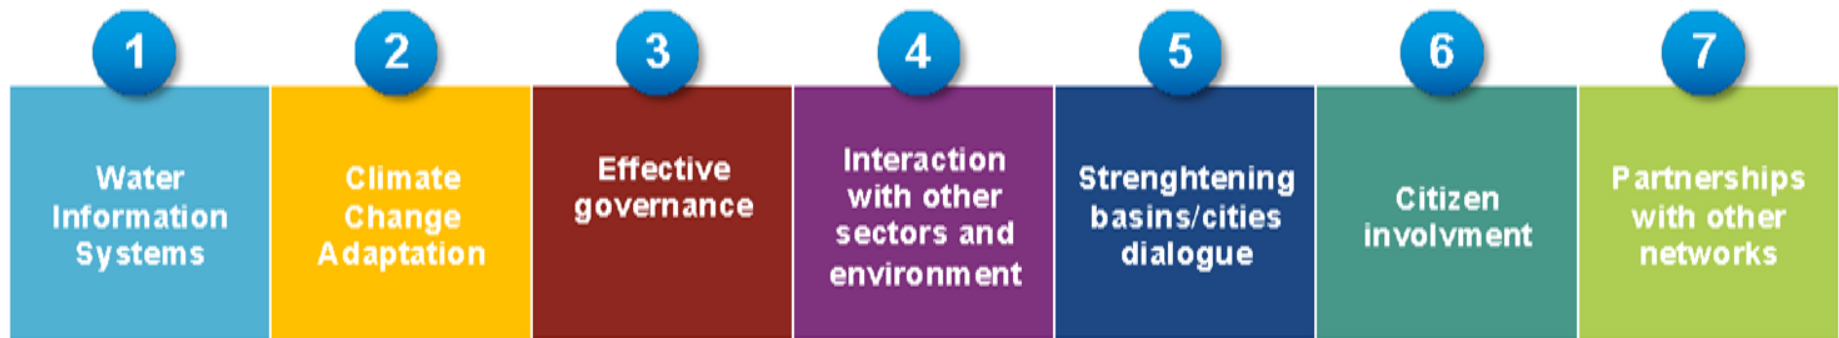 1
Water
Information
Systems
2
Climate
Change
Adaptation
3
Effective
governance
4
Interaction
with other
sectors and
environment
5
Strenghtening
basins/cities
dialogue
6
Citizen
involvment
7
Partnerships
with other
networks